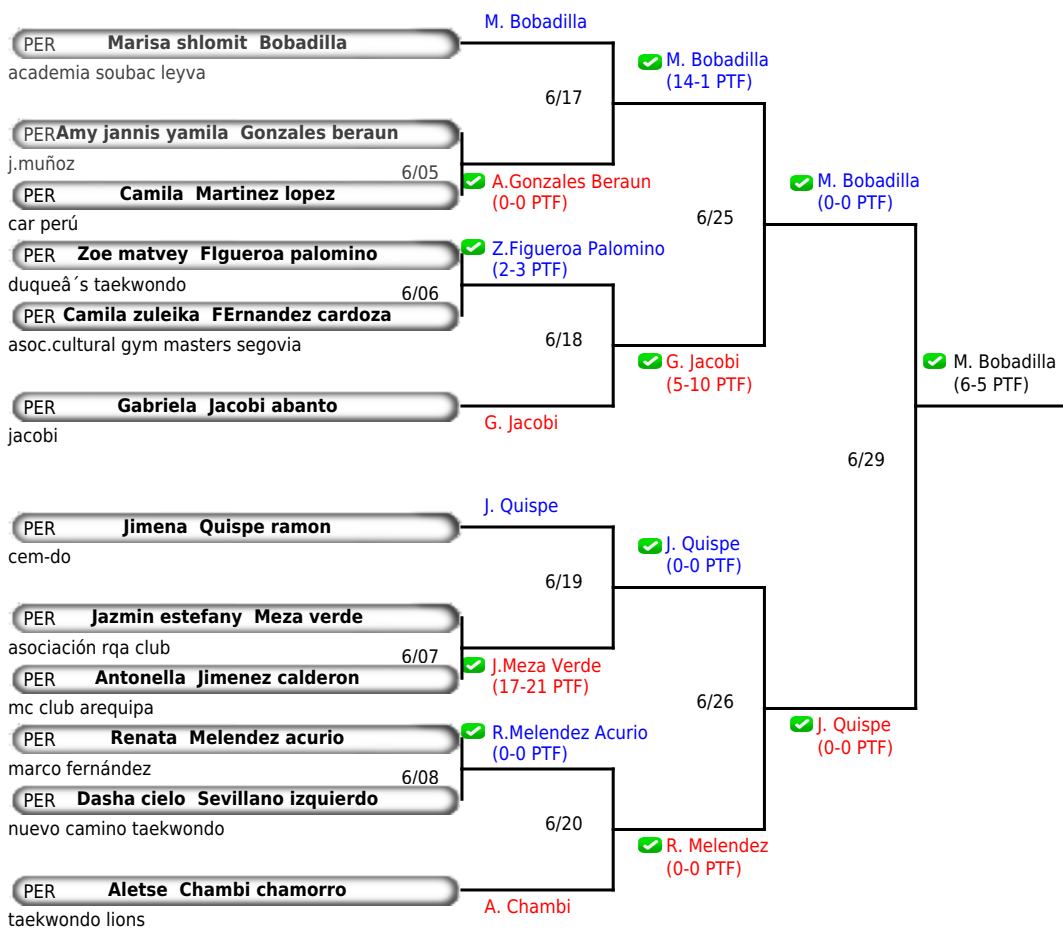 M. Bobadilla
PER Marisa shlomit Bobadilla
academia soubac leyva
M. Bobadilla
(14-1 PTF)
6/17
PER Amy jannis yamila Gonzales beraun
j.muñoz
6/05
A.Gonzales Beraun
(0-0 PTF)
PER Camila Martinez lopez
car perú
M. Bobadilla
(0-0 PTF)
6/25
PER Zoe matvey FIgueroa palomino
duqueâ´s taekwondo
Z.Figueroa Palomino
(2-3 PTF)
6/06
PER Camila zuleika FErnandez cardoza
asoc.cultural gym masters segovia
6/18
G. Jacobi
(5-10 PTF)
M. Bobadilla
(6-5 PTF)
PER Gabriela Jacobi abanto
jacobi
G. Jacobi
6/29
J. Quispe
PER Jimena Quispe ramon
cem-do
J. Quispe
(0-0 PTF)
6/19
PER Jazmin estefany Meza verde
asociación rqa club
6/07
J.Meza Verde
(17-21 PTF)
PER Antonella Jimenez calderon
mc club arequipa
6/26
J. Quispe
(0-0 PTF)
PER Renata Melendez acurio
marco fernández
R.Melendez Acurio
(0-0 PTF)
6/08
PER Dasha cielo Sevillano izquierdo
nuevo camino taekwondo
6/20
R. Melendez
(0-0 PTF)
PER Aletse Chambi chamorro
taekwondo lions
A. Chambi